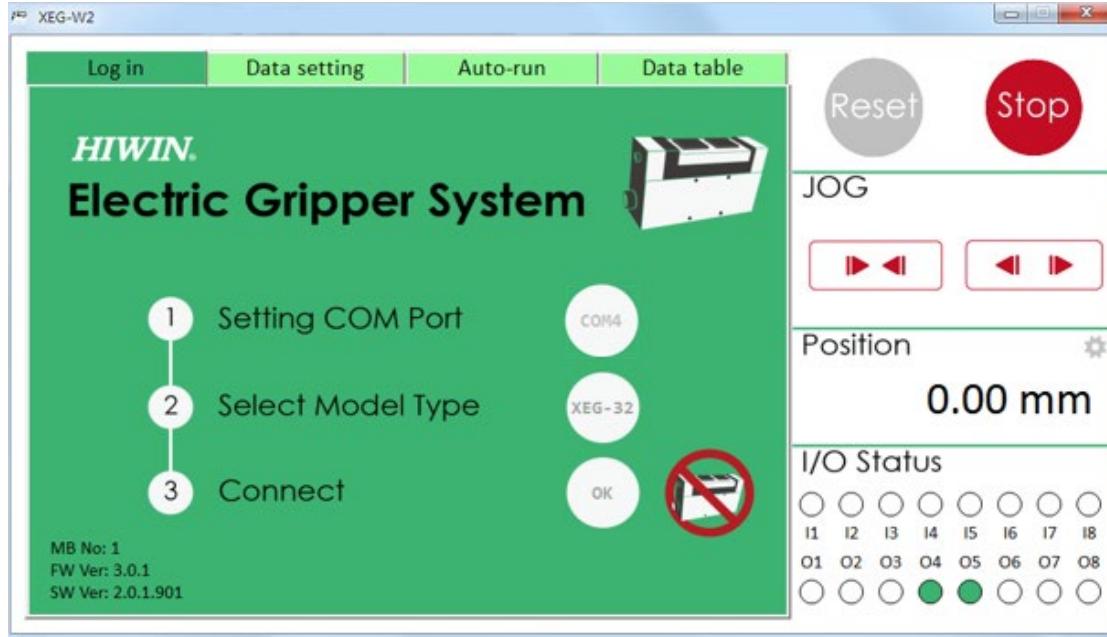 XEG-W2
Log in
Data setting
Auto-run
Data table
HIWIN.
Electric Gripper System
1 Setting COM Port COM4
2 Select Model Type XEG-32
3 Connect OK
MB No: 1
FW Ver: 3.0.1
SW Ver: 2.0.1.901
Reset
Stop
JOG
Position
0.00 mm
I/O Status
I1 I2 I3 I4 I5 I6 I7 I8
O1 O2 O3 O4 O5 O6 O7 O8